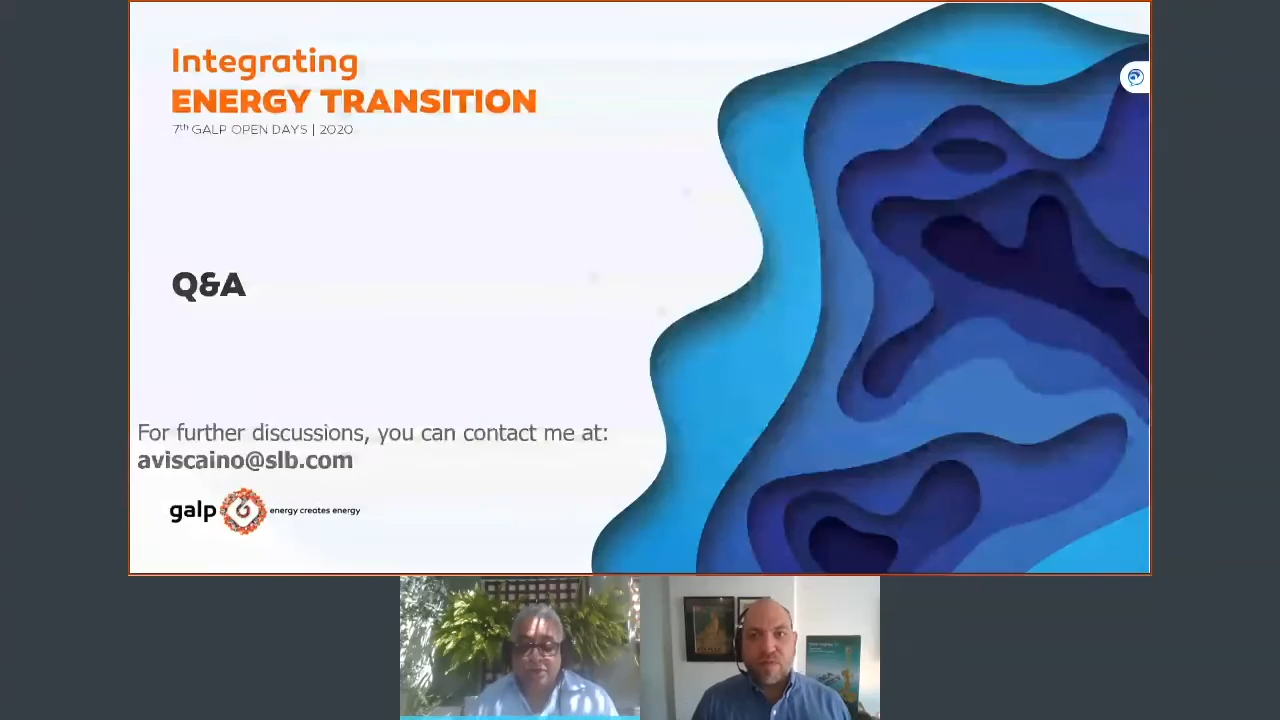 Integrating
ENERGY TRANSITION
7th GALP OPEN DAYS | 2020
Q&A
For further discussions, you can contact me at:
aviscaino@slb.com
galp energy creates energy